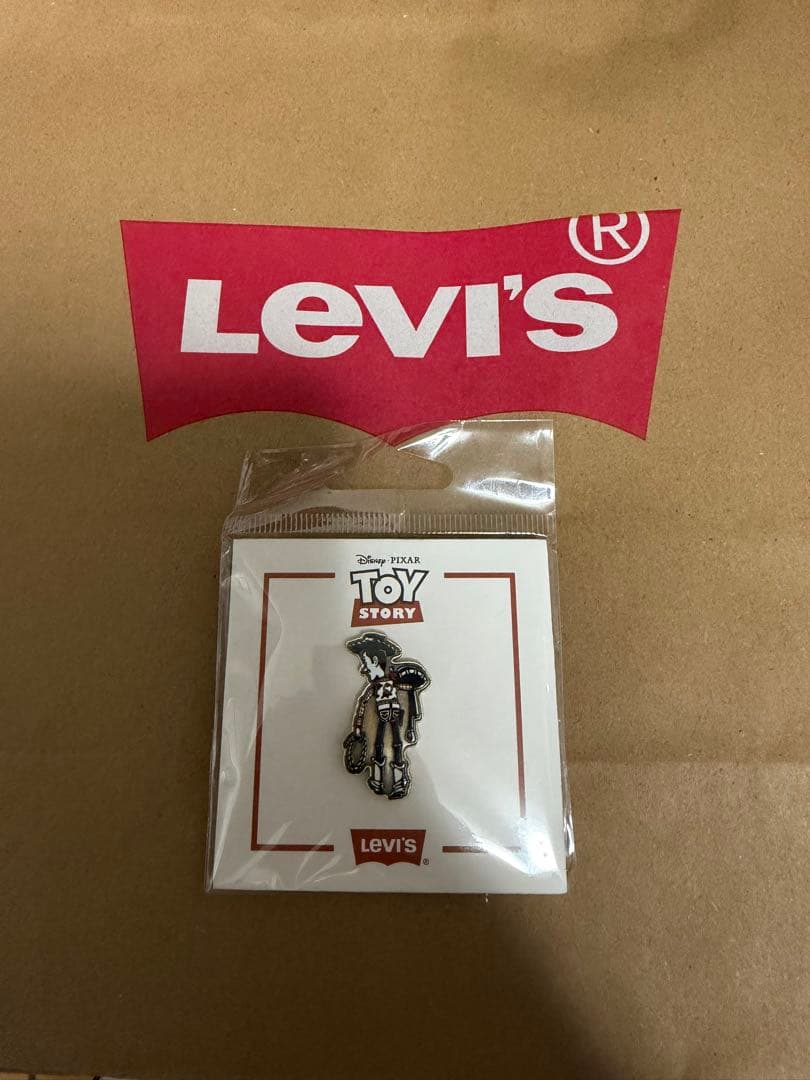 Levi's®
Disney · PIXAR
TOY
STORY
Levi's®